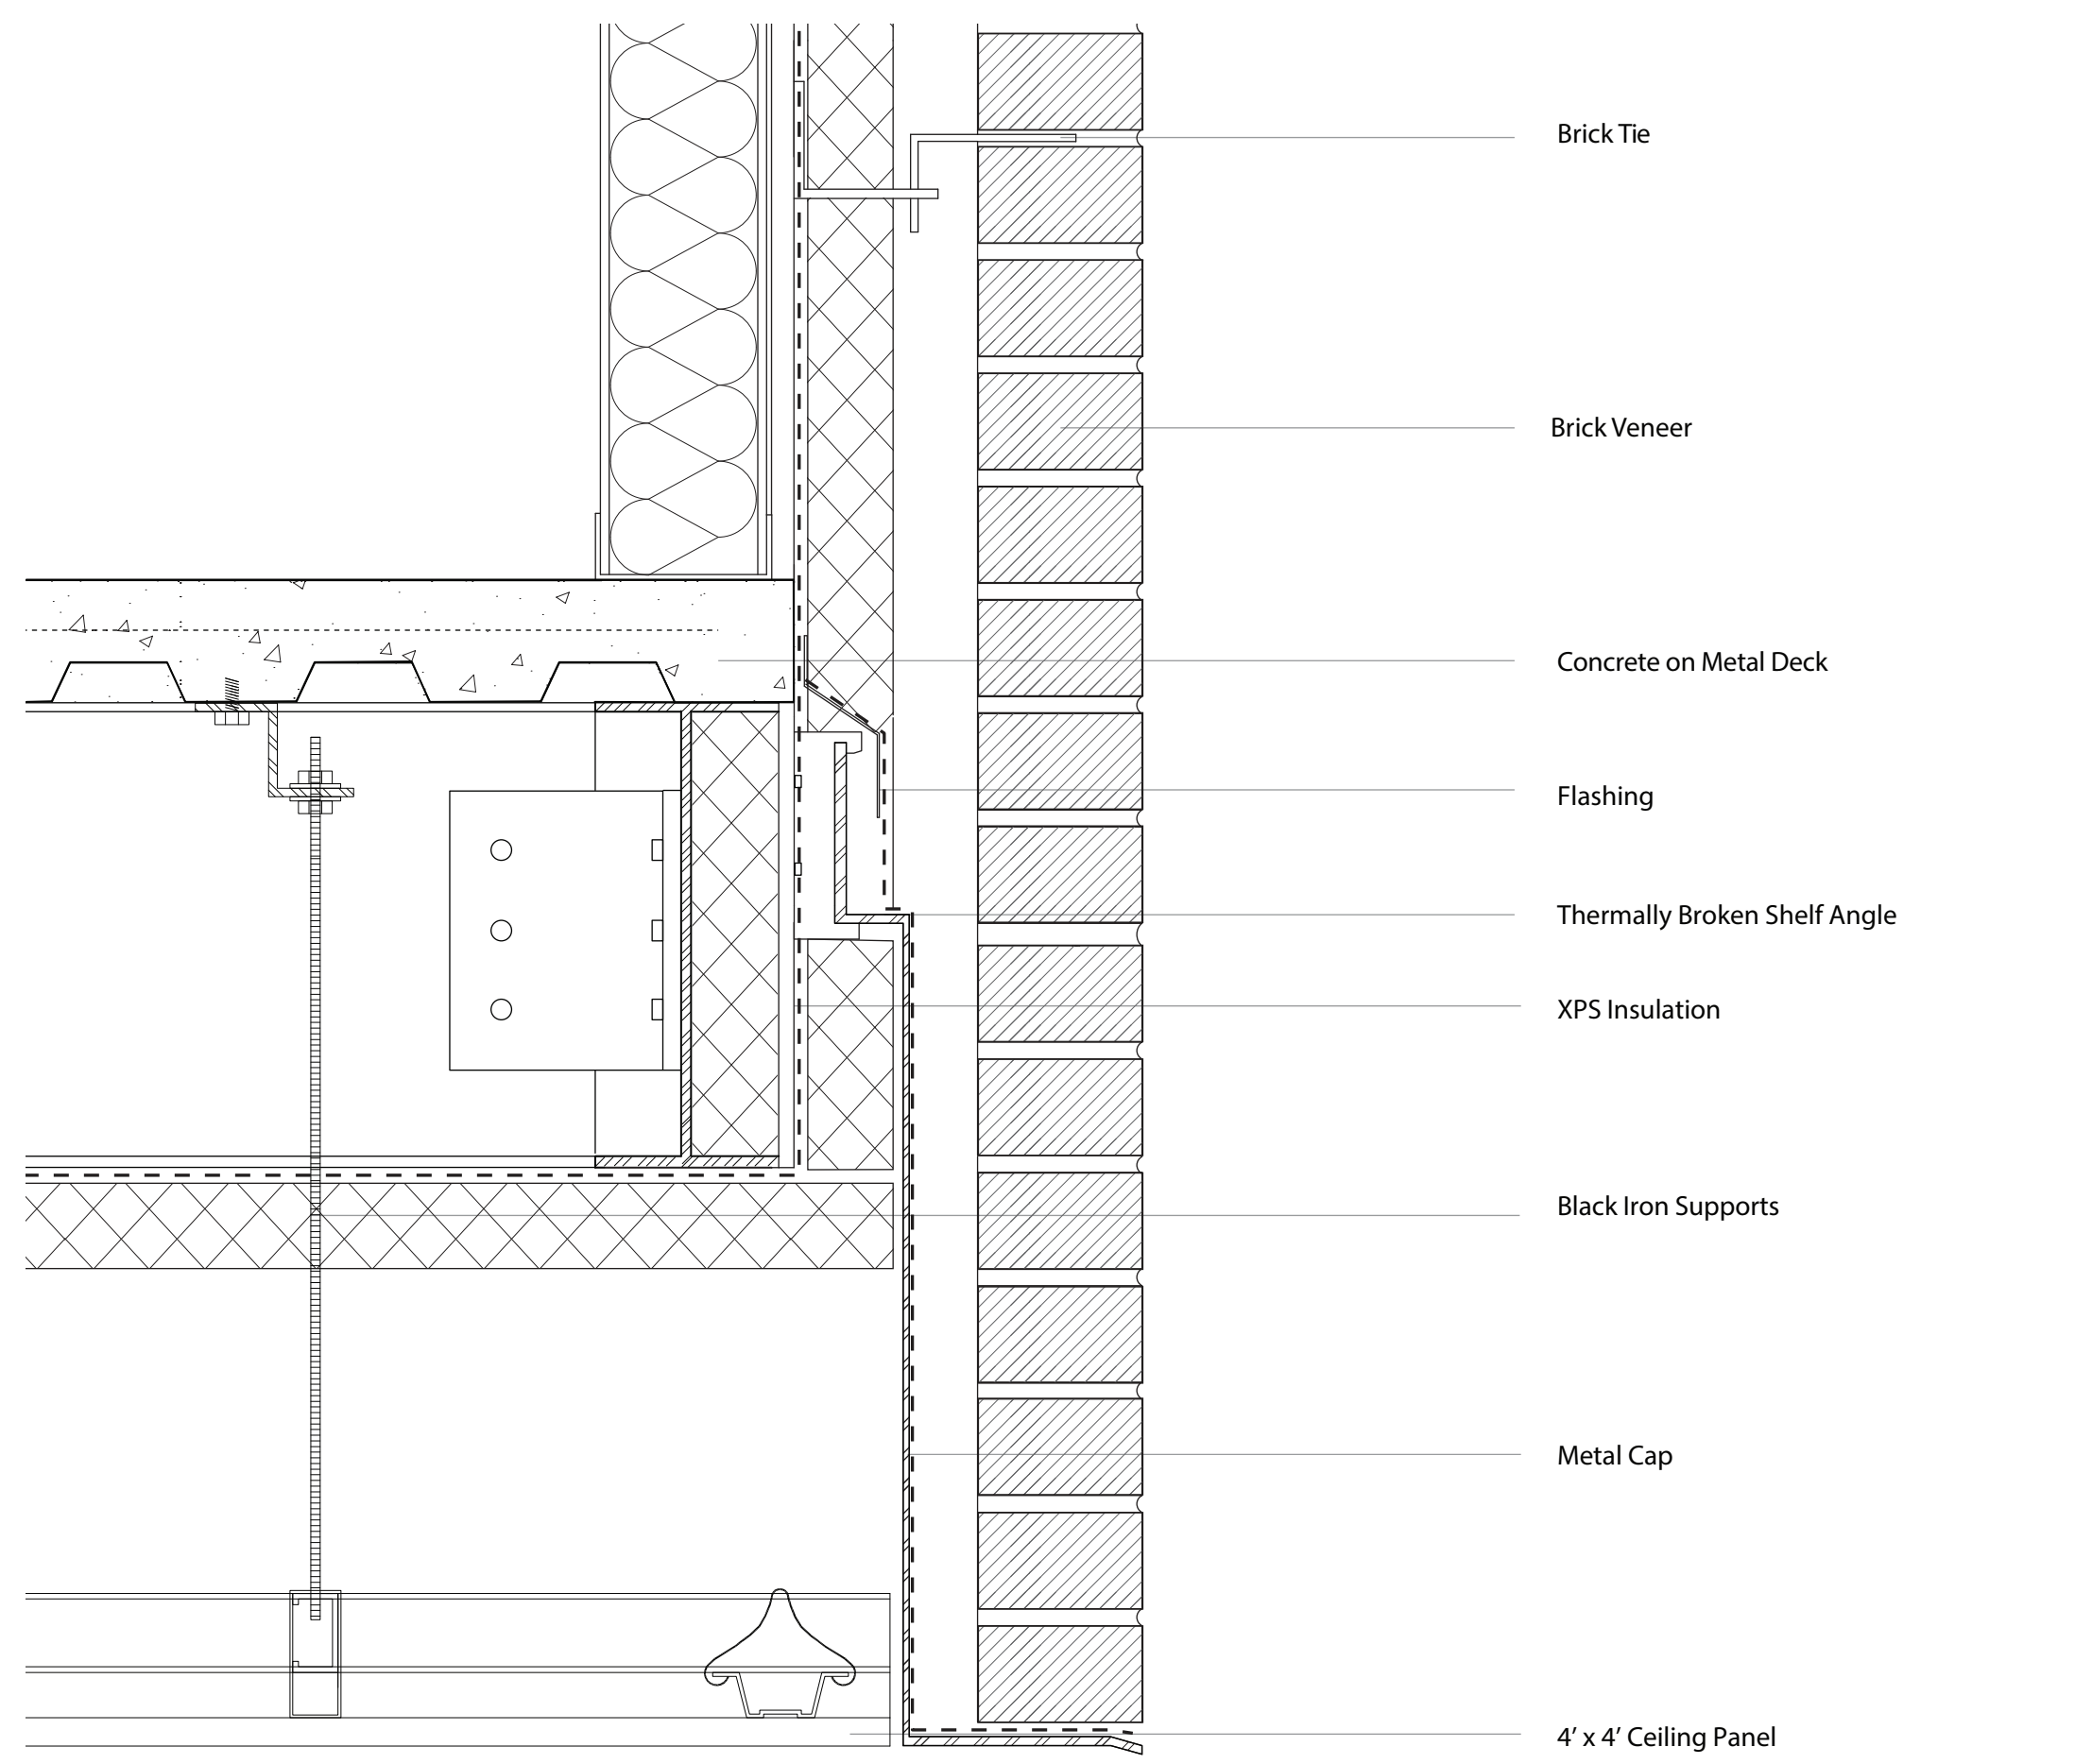 Brick Tie
Brick Veneer
Concrete on Metal Deck
Flashing
Thermally Broken Shelf Angle
XPS Insulation
Black Iron Supports
Metal Cap
4’ x 4’ Ceiling Panel